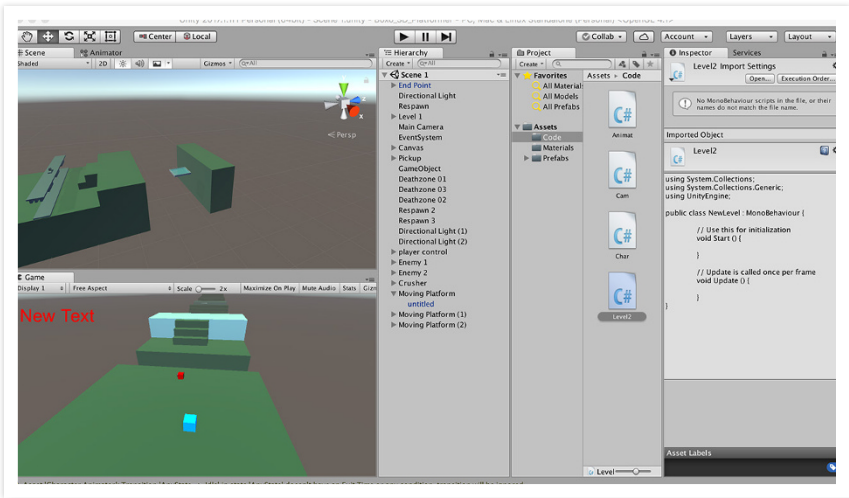 Center
Local
Collab
Account
Layers
Layout
Scene
Animator
Shaded
2D
Gizmos
All
Persp
Game
Display 1
Free Aspect
Scale
2x
Maximize On Play
Mute Audio
Stats
Gizm
New Text
Hierarchy
Create
All
Scene 1
End Point
Directional Light
Respawn
Level 1
Main Camera
EventSystem
Canvas
Pickup
GameObject
Deathzone 01
Deathzone 03
Deathzone 02
Respawn 2
Respawn 3
Directional Light (1)
Directional Light (2)
player control
Enemy 1
Enemy 2
Crusher
Moving Platform
untitled
Moving Platform (1)
Moving Platform (2)
Project
Create
Favorites
All Material
All Models
All Prefabs
Assets
Code
Materials
Prefabs
Assets ▸ Code
C#
Animat
C#
Cam
C#
Char
C#
Level2
Level
Inspector
Services
Level2 Import Settings
Open...
Execution Order...
No MonoBehaviour scripts in the file, or their
names do not match the file name.
Imported Object
Level2
using System.Collections;
using System.Collections.Generic;
using UnityEngine;
public class NewLevel : MonoBehaviour {
// Use this for initialization
void Start () {
}
// Update is called once per frame
void Update () {
}
}
Asset Labels